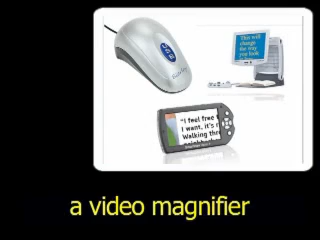 This will
change
the way
you look
"I feel free
I want, it's
Walking thr
a video magnifier